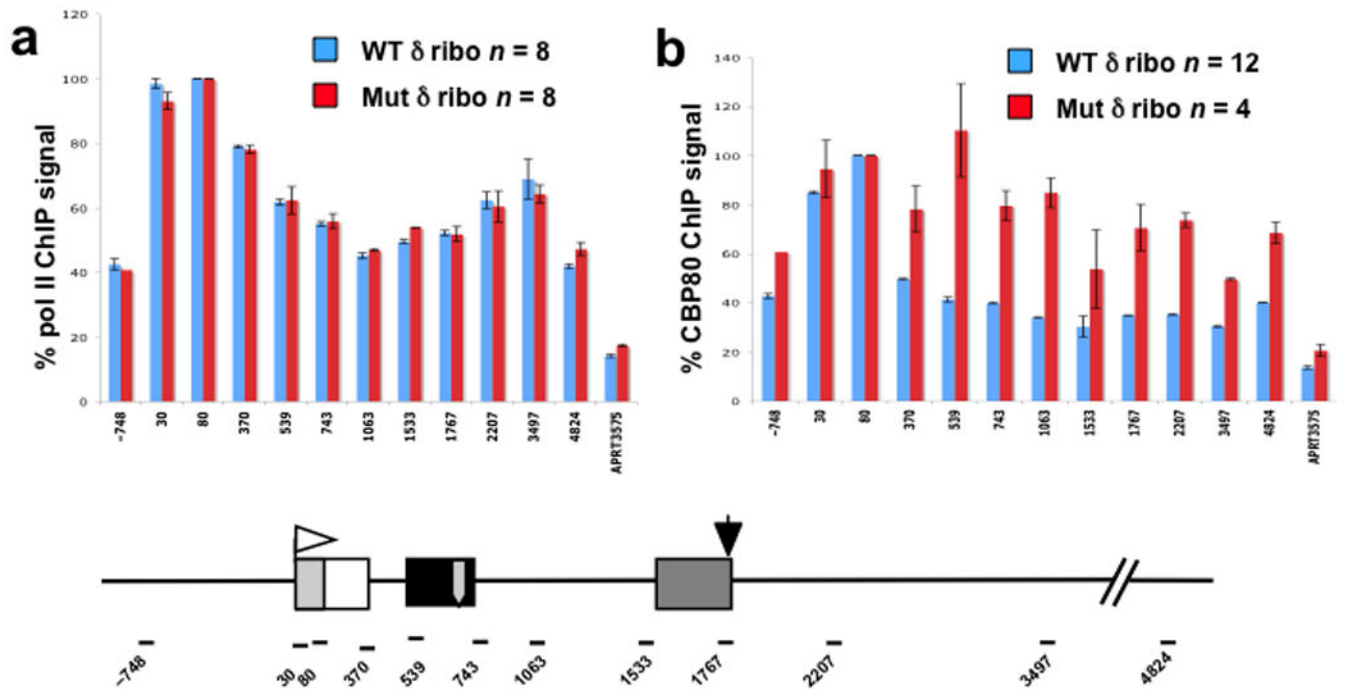 a
WT δ ribo n = 8
Mut δ ribo n = 8
% pol II ChIP signal
120
100
80
60
40
20
0
-748 30 80 370 539 743 1063 1533 1767 2207 3497 4824 APRT3575
b
WT δ ribo n = 12
Mut δ ribo n = 4
% CBP80 ChIP signal
140
120
100
80
60
40
20
0
-748 30 80 370 539 743 1063 1533 1767 2207 3497 4824 APRT3575
-748 30 80 370 539 743 1063 1533 1767 2207 3497 4824